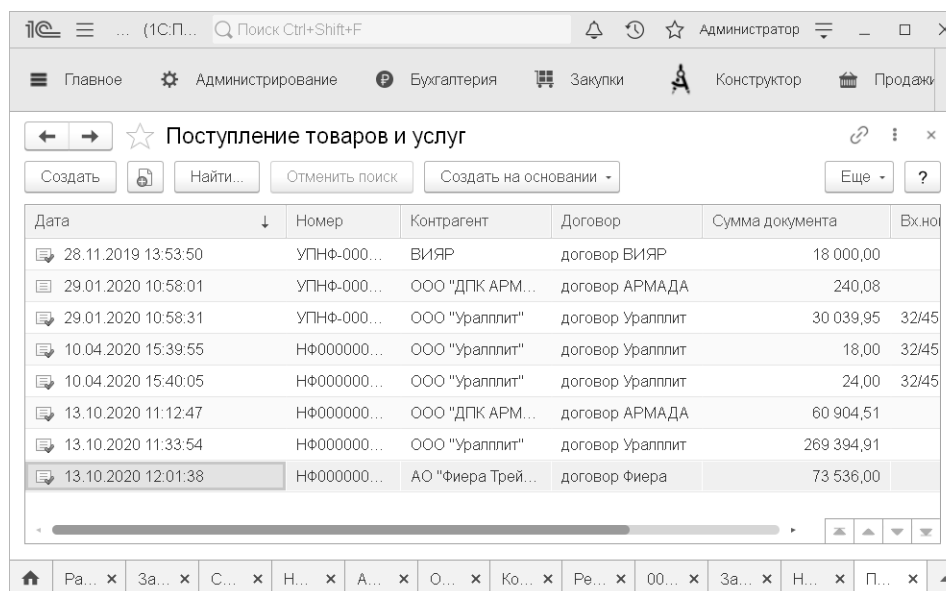 1С ... (1С:П... Поиск Ctrl+Shift+F Администратор
Главное Администрирование Бухгалтерия Закупки Конструктор Продажи
Поступление товаров и услуг
Создать Найти... Отменить поиск Создать на основании Еще ?
Дата ↓ Номер Контрагент Договор Сумма документа Вх.но
28.11.2019 13:53:50 УПНФ-000... ВИЯР договор ВИЯР 18 000,00
29.01.2020 10:58:01 УПНФ-000... ООО "ДПК АРМ... договор АРМАДА 240,08
29.01.2020 10:58:31 УПНФ-000... ООО "Уралплит" договор Уралплит 30 039,95 32/45
10.04.2020 15:39:55 НФ000000... ООО "Уралплит" договор Уралплит 18,00 32/45
10.04.2020 15:40:05 НФ000000... ООО "Уралплит" договор Уралплит 24,00 32/45
13.10.2020 11:12:47 НФ000000... ООО "ДПК АРМ... договор АРМАДА 60 904,51
13.10.2020 11:33:54 НФ000000... ООО "Уралплит" договор Уралплит 269 394,91
13.10.2020 12:01:38 НФ000000... АО "Фиера Трей... договор Фиера 73 536,00
Ра... За... С... Н... А... О... Ко... Ре... 00... За... Н... П...